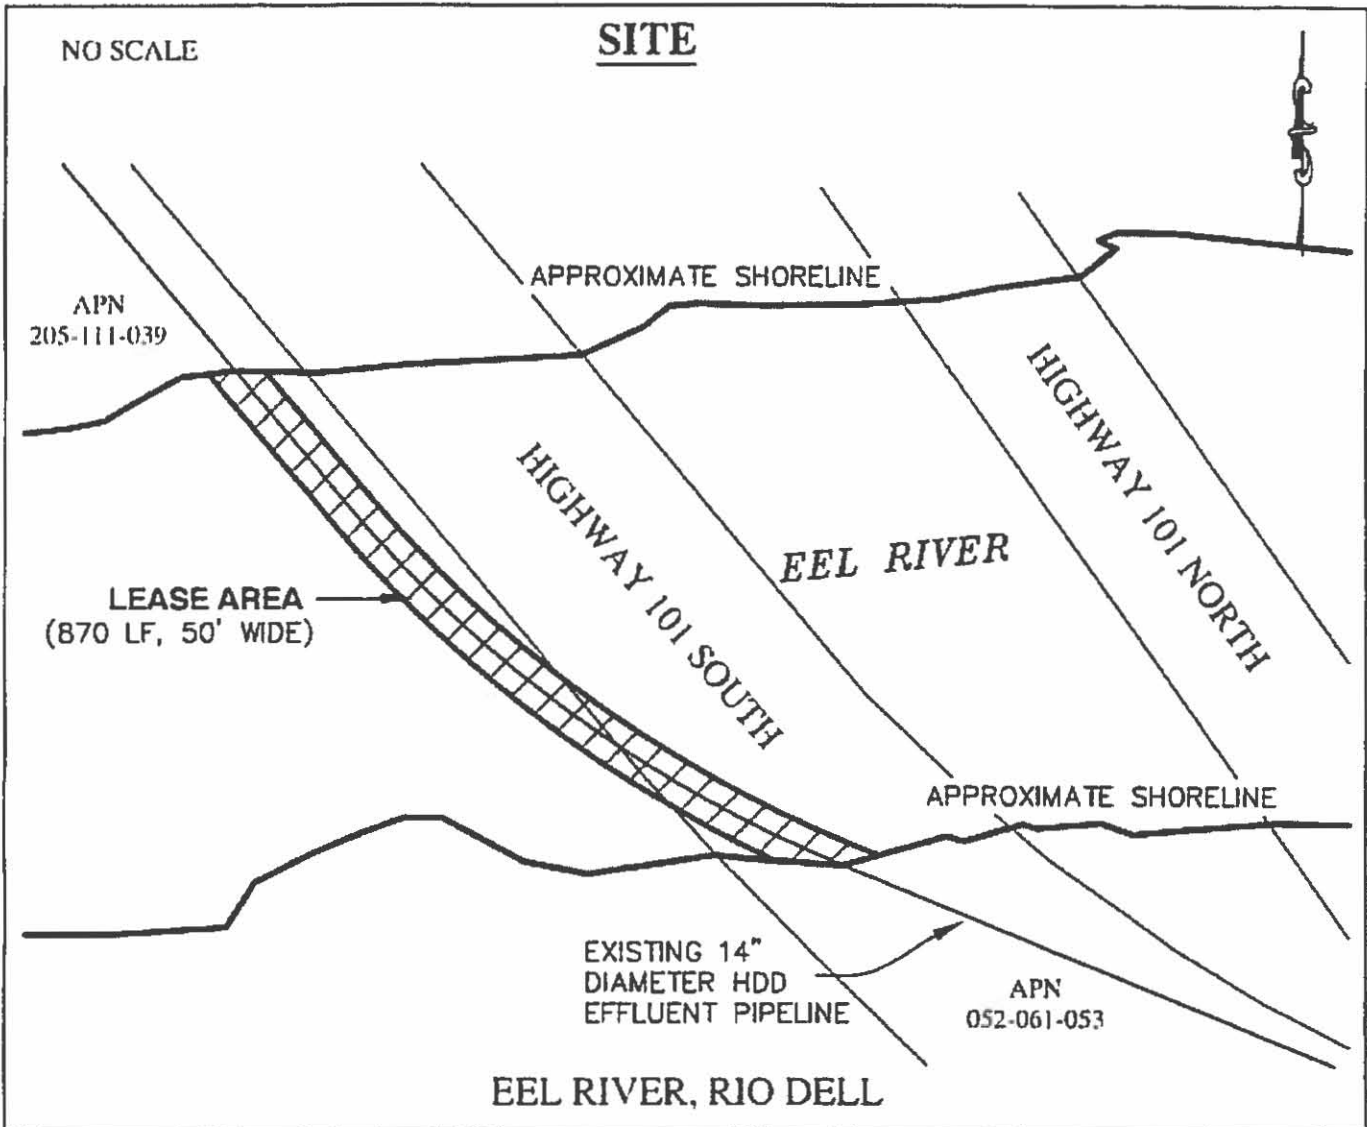 SITE
NO SCALE
APPROXIMATE SHORELINE
APN
205-111-039
HIGHWAY 101 NORTH
HIGHWAY 101 SOUTH
EEL RIVER
LEASE AREA
(870 LF, 50' WIDE)
APPROXIMATE SHORELINE
EXISTING 14"
DIAMETER HDD
EFFLUENT PIPELINE
APN
052-061-053
EEL RIVER, RIO DELL